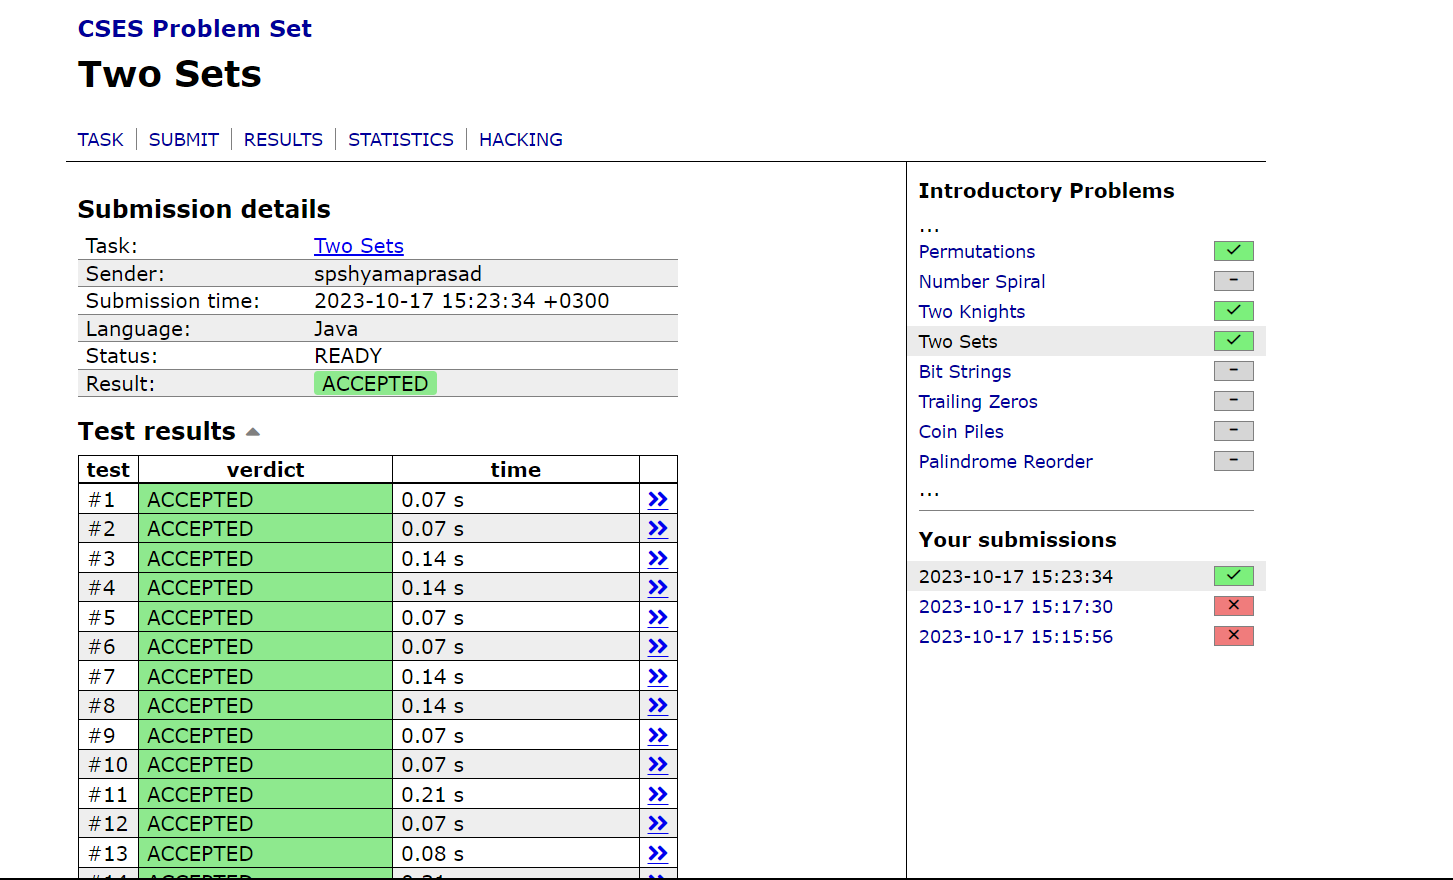 CSES Problem Set
Two Sets
TASK | SUBMIT | RESULTS | STATISTICS | HACKING
Submission details
Task: Two Sets
Sender: spshyamaprasad
Submission time: 2023-10-17 15:23:34 +0300
Language: Java
Status: READY
Result: ACCEPTED
Test results
test verdict time
#1 ACCEPTED 0.07 s »
#2 ACCEPTED 0.07 s »
#3 ACCEPTED 0.14 s »
#4 ACCEPTED 0.14 s »
#5 ACCEPTED 0.07 s »
#6 ACCEPTED 0.07 s »
#7 ACCEPTED 0.14 s »
#8 ACCEPTED 0.14 s »
#9 ACCEPTED 0.07 s »
#10 ACCEPTED 0.07 s »
#11 ACCEPTED 0.21 s »
#12 ACCEPTED 0.07 s »
#13 ACCEPTED 0.08 s »
Introductory Problems
...
Permutations ✓
Number Spiral –
Two Knights ✓
Two Sets ✓
Bit Strings –
Trailing Zeros –
Coin Piles –
Palindrome Reorder –
...
Your submissions
2023-10-17 15:23:34 ✓
2023-10-17 15:17:30 ✕
2023-10-17 15:15:56 ✕